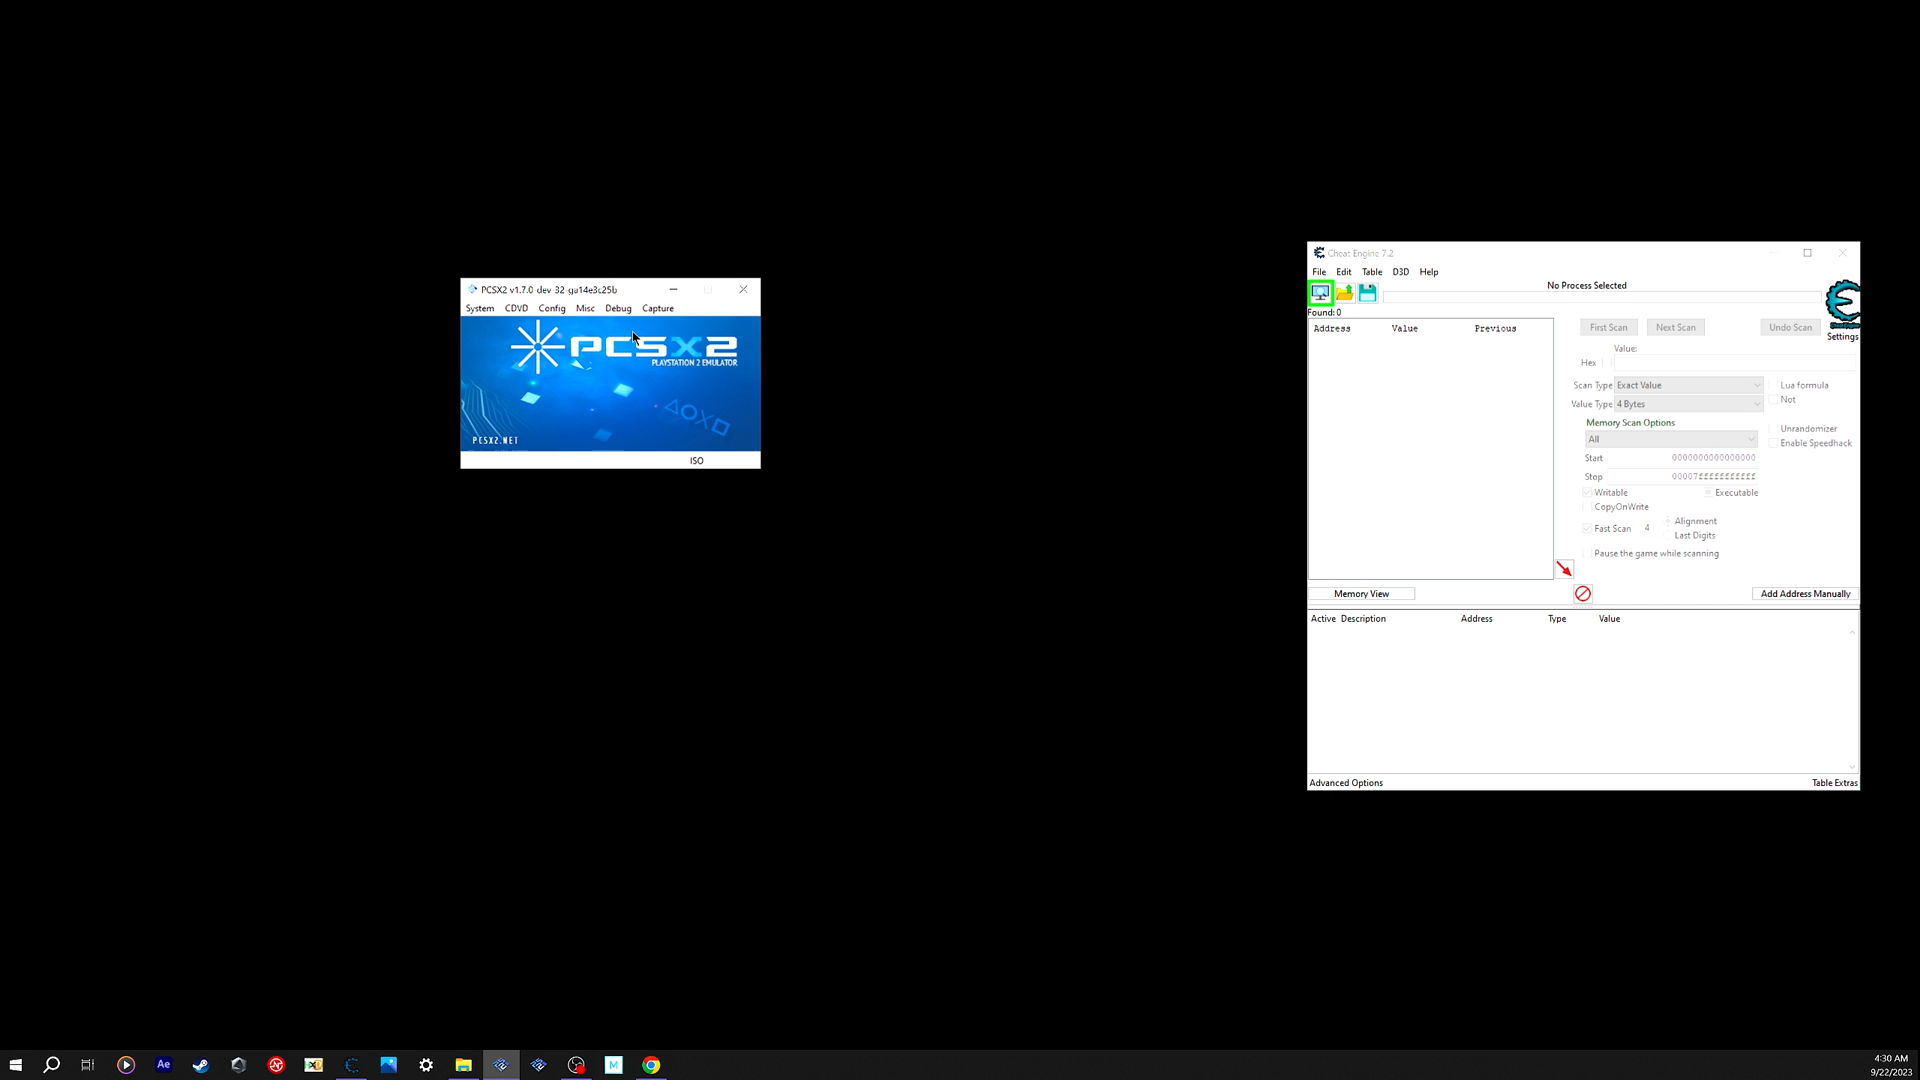 PCSX2 v1.7.0-dev-32-ga14e3c25b
System CDVD Config Misc Debug Capture
PCSX2
PLAYSTATION 2 EMULATOR
PCSX2.NET
ISO
Cheat Engine 7.2
File Edit Table D3D Help
No Process Selected
Found: 0
Address Value Previous
First Scan Next Scan Undo Scan
Settings
Value:
Hex
Scan Type Exact Value
Lua formula
Not
Value Type 4 Bytes
Memory Scan Options
All
Unrandomizer
Enable Speedhack
Start 0000000000000000
Stop 00007fffffffffff
Writable Executable
CopyOnWrite
Fast Scan 4 Alignment
Last Digits
Pause the game while scanning
Memory View Add Address Manually
Active Description Address Type Value
Advanced Options Table Extras
Ae
M
4:30 AM
9/22/2023